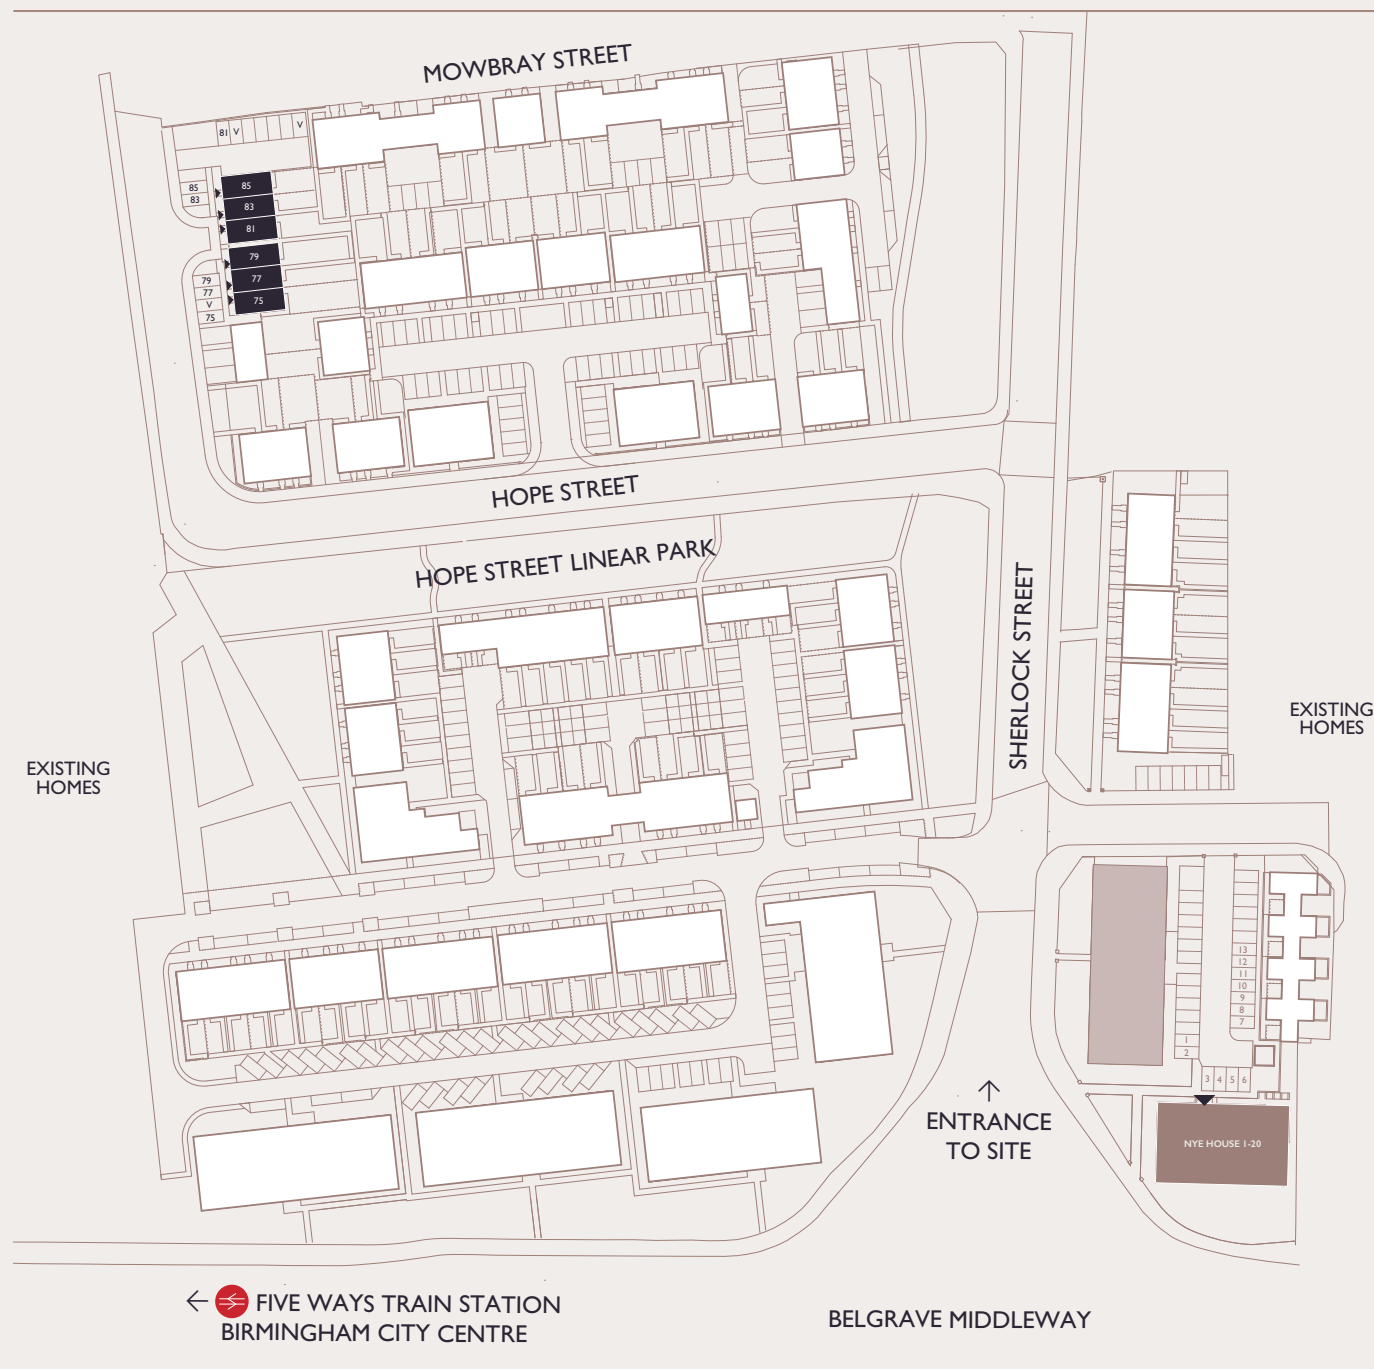 MOWBRAY STREET
81 V
V
85
83
85
83
81
79
77
75
79
77
V
75
HOPE STREET
HOPE STREET LINEAR PARK
SHERLOCK STREET
EXISTING
HOMES
EXISTING
HOMES
13
12
11
10
9
8
7
1
2
3 4 5 6
NYE HOUSE 1-20
ENTRANCE
TO SITE
FIVE WAYS TRAIN STATION
BIRMINGHAM CITY CENTRE
BELGRAVE MIDDLEWAY